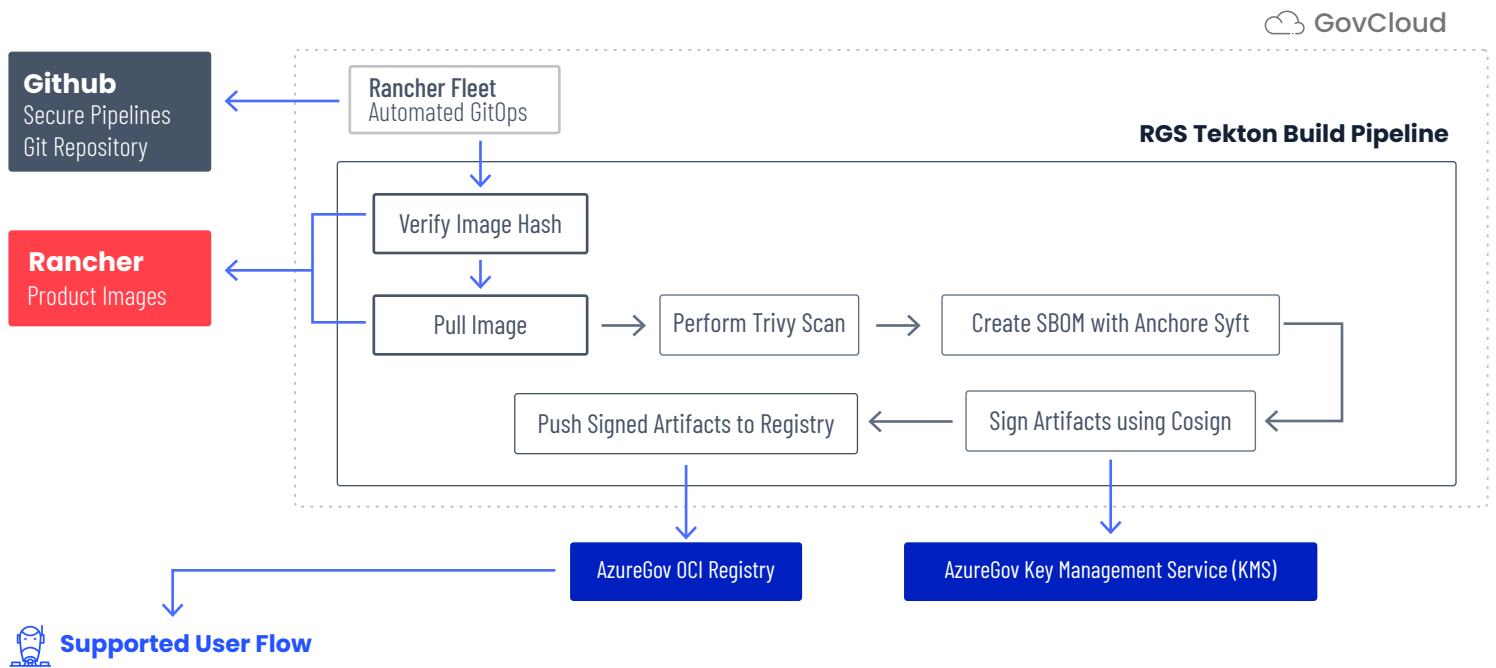 GovCloud
Github
Secure Pipelines
Git Repository
Rancher Fleet
Automated GitOps
RGS Tekton Build Pipeline
Verify Image Hash
Rancher
Product Images
Pull Image
Perform Trivy Scan
Create SBOM with Anchore Syft
Push Signed Artifacts to Registry
Sign Artifacts using Cosign
AzureGov OCI Registry
AzureGov Key Management Service (KMS)
Supported User Flow